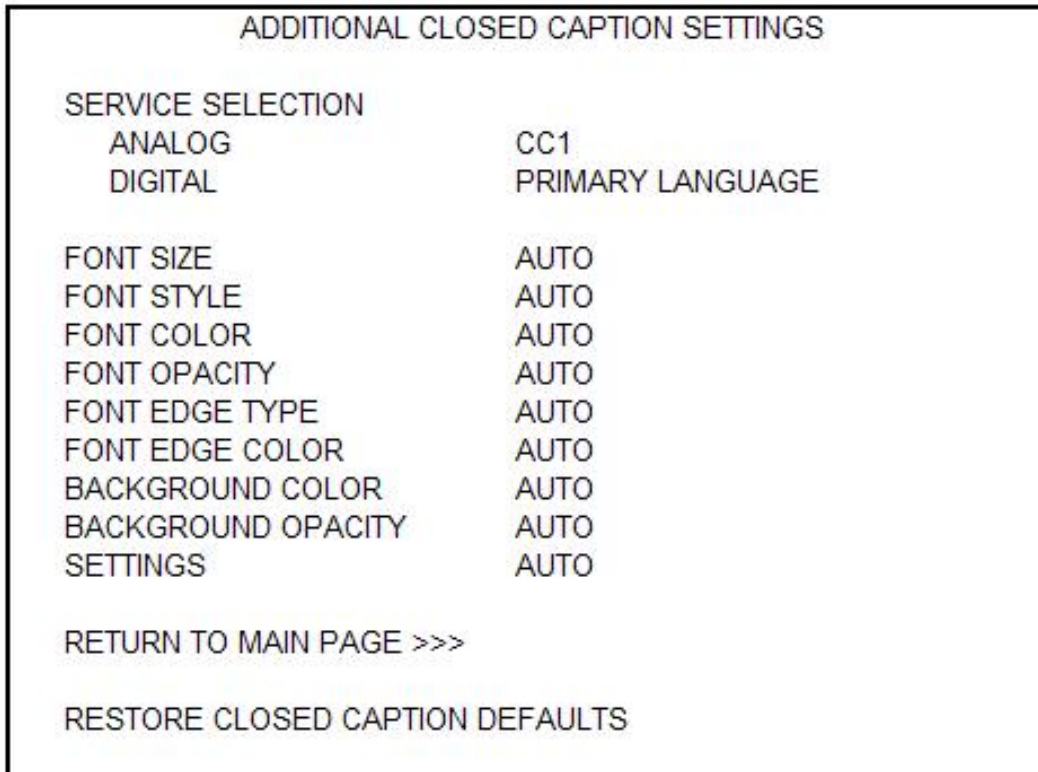 ADDITIONAL CLOSED CAPTION SETTINGS
SERVICE SELECTION
ANALOG CC1
DIGITAL PRIMARY LANGUAGE
FONT SIZE AUTO
FONT STYLE AUTO
FONT COLOR AUTO
FONT OPACITY AUTO
FONT EDGE TYPE AUTO
FONT EDGE COLOR AUTO
BACKGROUND COLOR AUTO
BACKGROUND OPACITY AUTO
SETTINGS AUTO
RETURN TO MAIN PAGE >>>
RESTORE CLOSED CAPTION DEFAULTS